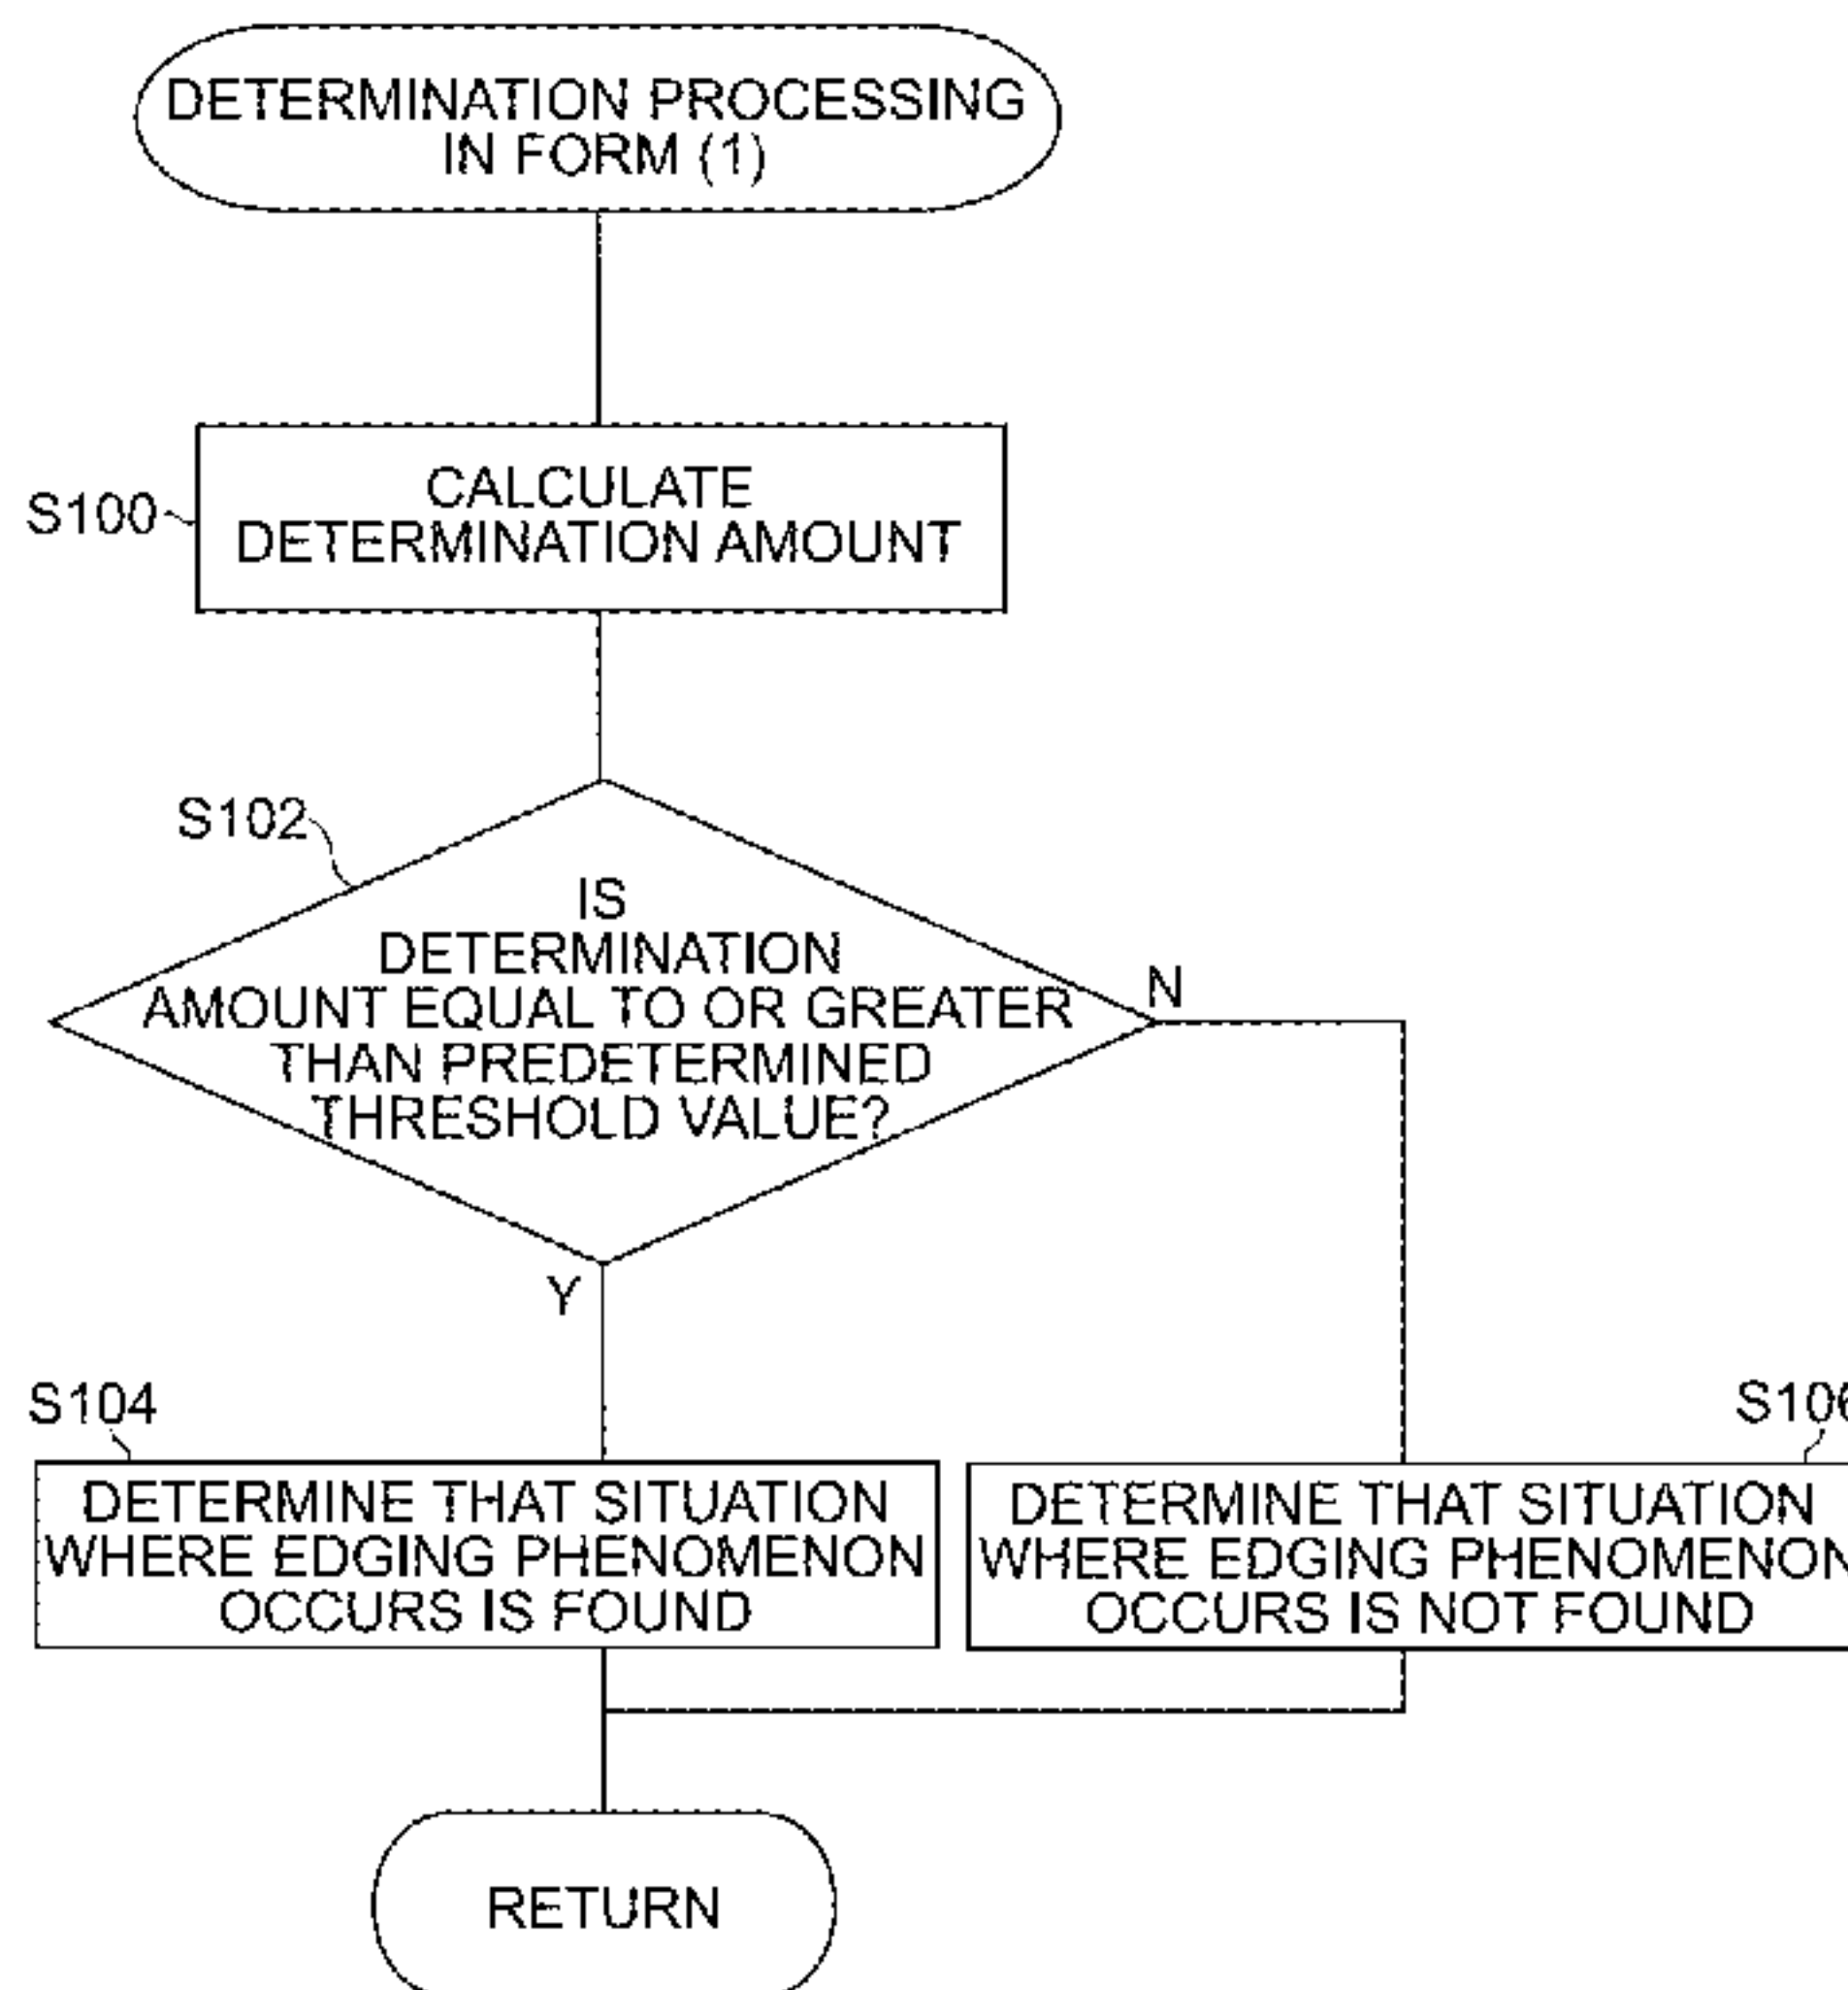 DETERMINATION PROCESSING
IN FORM (1)
S100
CALCULATE
DETERMINATION AMOUNT
S102
IS
DETERMINATION
AMOUNT EQUAL TO OR GREATER
THAN PREDETERMINED
THRESHOLD VALUE?
N
Y
S104
DETERMINE THAT SITUATION
WHERE EDGING PHENOMENON
OCCURS IS FOUND
S106
DETERMINE THAT SITUATION
WHERE EDGING PHENOMENON
OCCURS IS NOT FOUND
RETURN